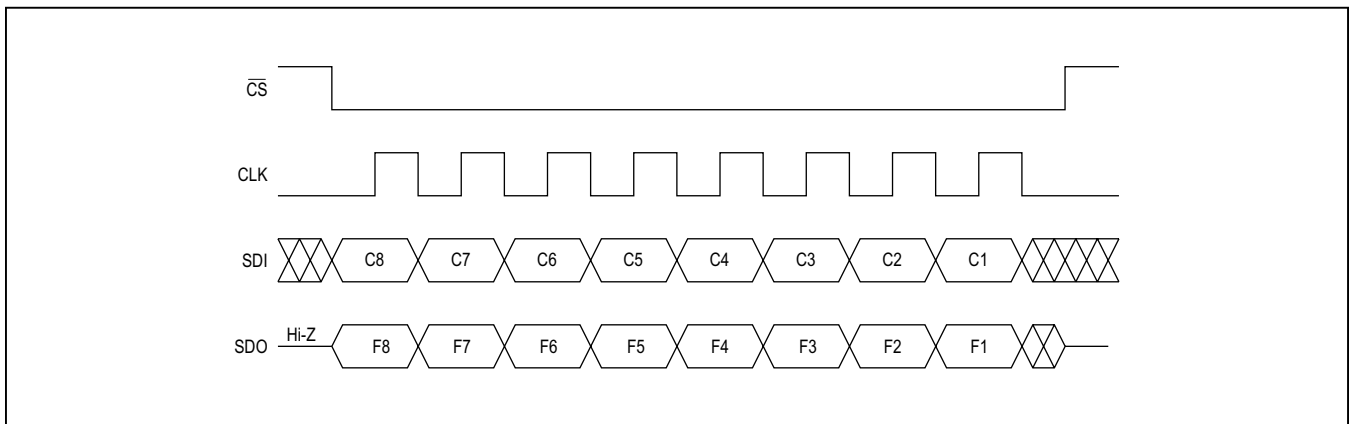 C̅S̅
CLK
SDI C8 C7 C6 C5 C4 C3 C2 C1
SDO Hi-Z F8 F7 F6 F5 F4 F3 F2 F1